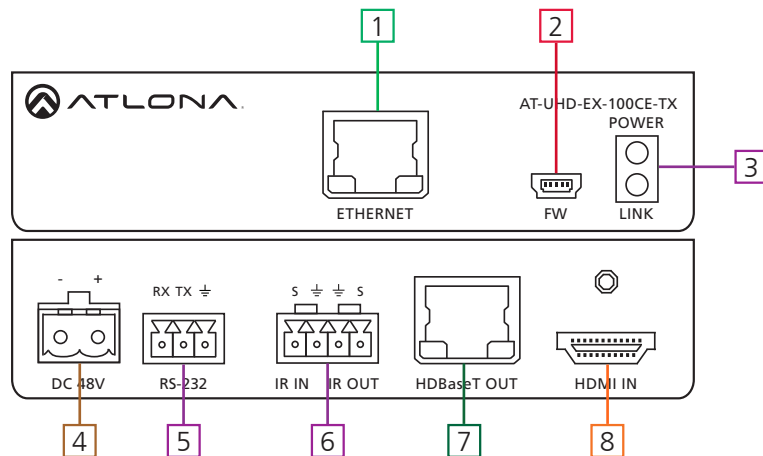 1 2
ATLONA.
AT-UHD-EX-100CE-TX
POWER
3
ETHERNET FW LINK
- +
RX TX
S S
DC 48V RS-232 IR IN IR OUT HDBaseT OUT HDMI IN
4 5 6 7 8